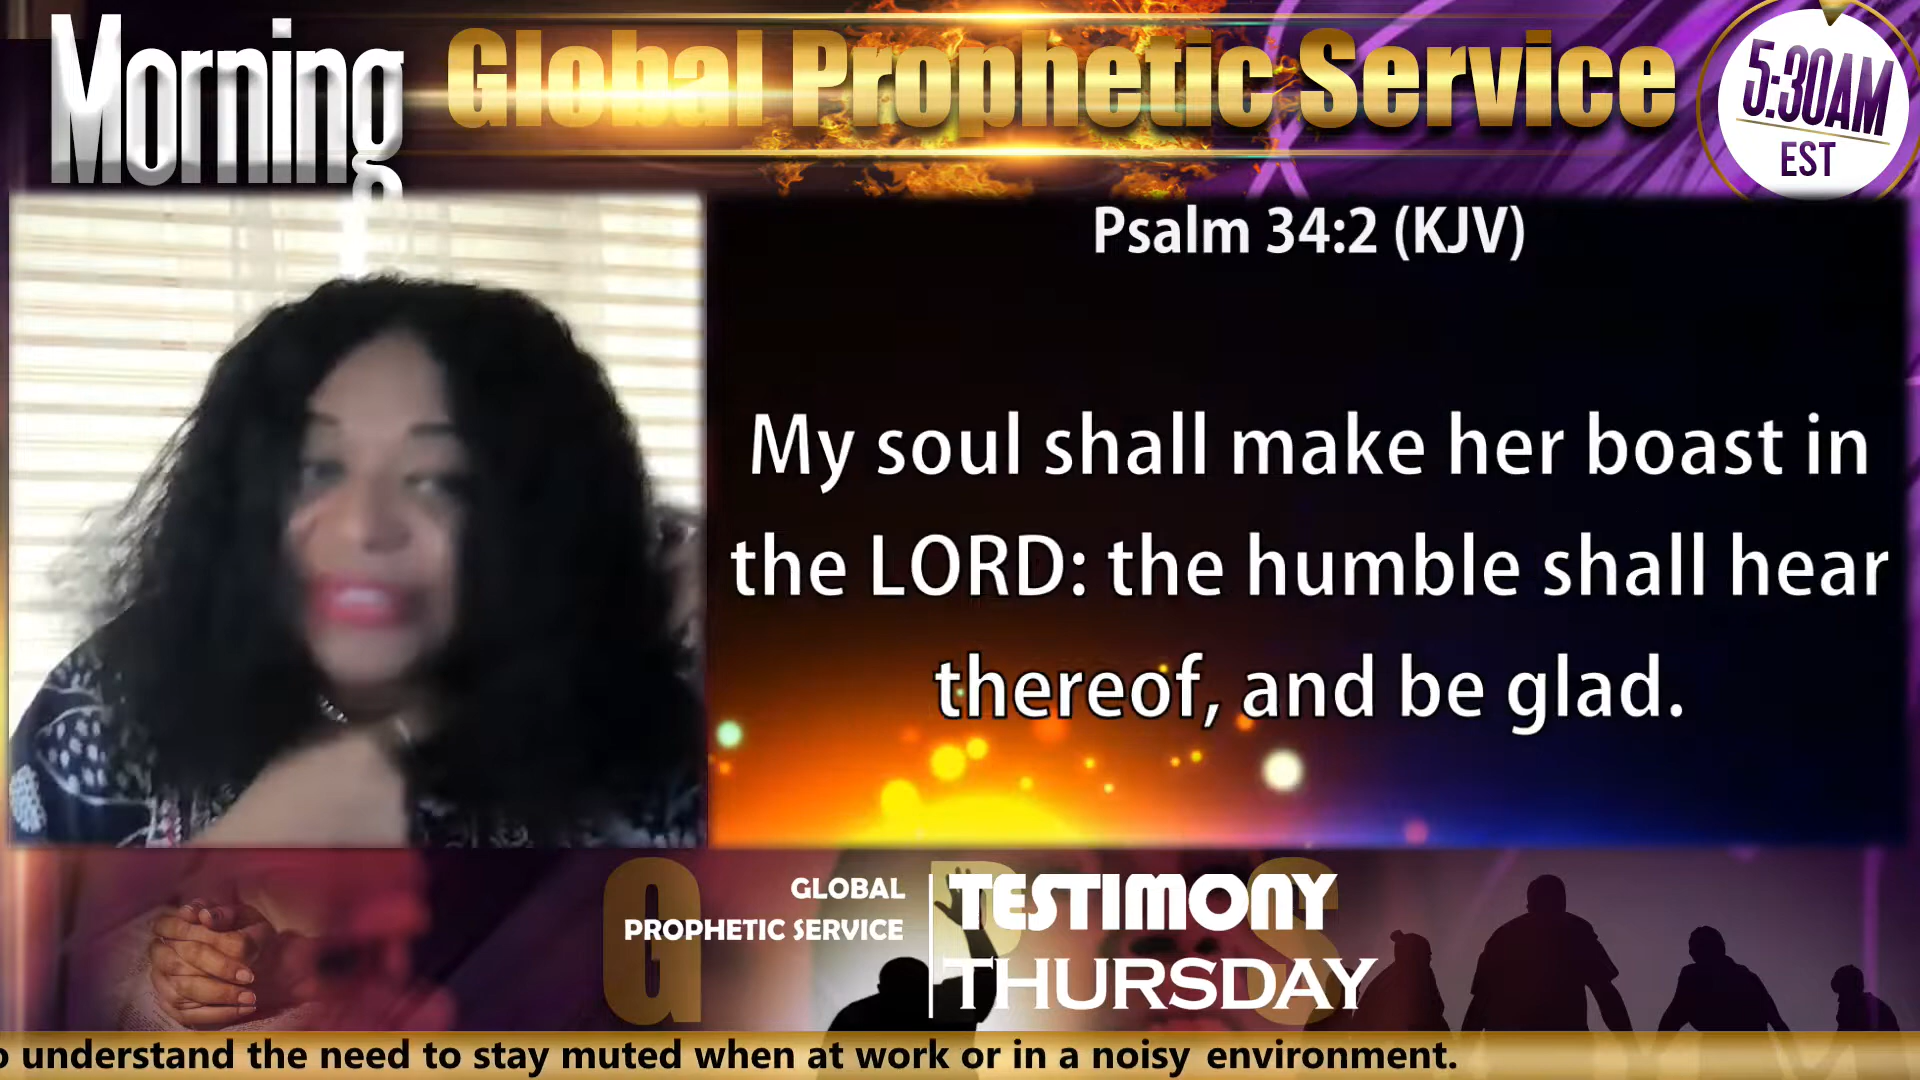 Morning Global Prophetic Service
5:30AM
EST
Psalm 34:2 (KJV)
My soul shall make her boast in
the LORD: the humble shall hear
thereof, and be glad.
G P S
GLOBAL
PROPHETIC SERVICE
TESTIMONY
THURSDAY
understand the need to stay muted when at work or in a noisy environment.